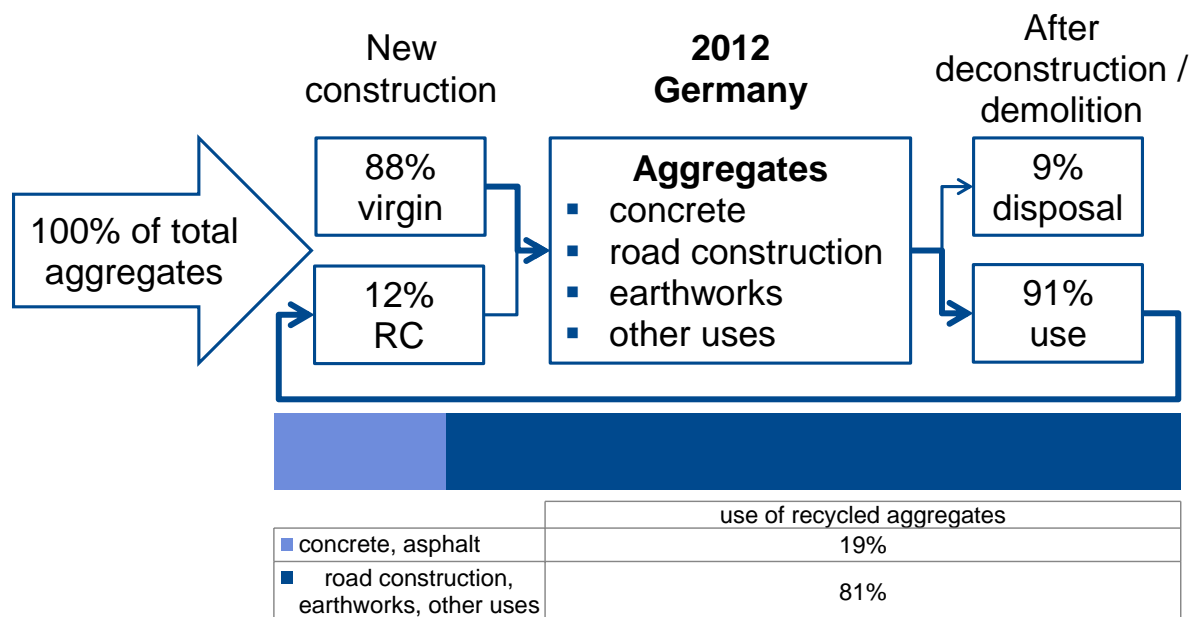 New
construction
2012
Germany
After
deconstruction /
demolition
100% of total
aggregates
88%
virgin
12%
RC
Aggregates
▪ concrete
▪ road construction
▪ earthworks
▪ other uses
9%
disposal
91%
use
use of recycled aggregates
concrete, asphalt
19%
road construction,
earthworks, other uses
81%